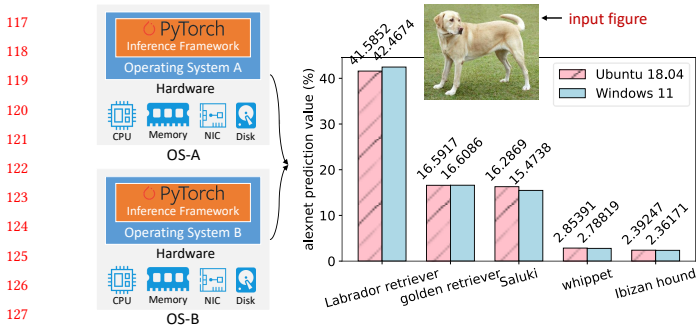 117
118
119
120
121
122
123
124
125
126
127
PyTorch
Inference Framework
Operating System A
Hardware
CPU Memory NIC Disk
OS-A
PyTorch
Inference Framework
Operating System B
Hardware
CPU Memory NIC Disk
OS-B
input figure
alexnet prediction value (%)
40
30
20
10
0
Ubuntu 18.04
Windows 11
41.5852
42.4674
16.5917
16.6086
16.2869
15.4738
2.85391
2.78819
2.39247
2.36171
Labrador retriever
golden retriever
Saluki
whippet
Ibizan hound